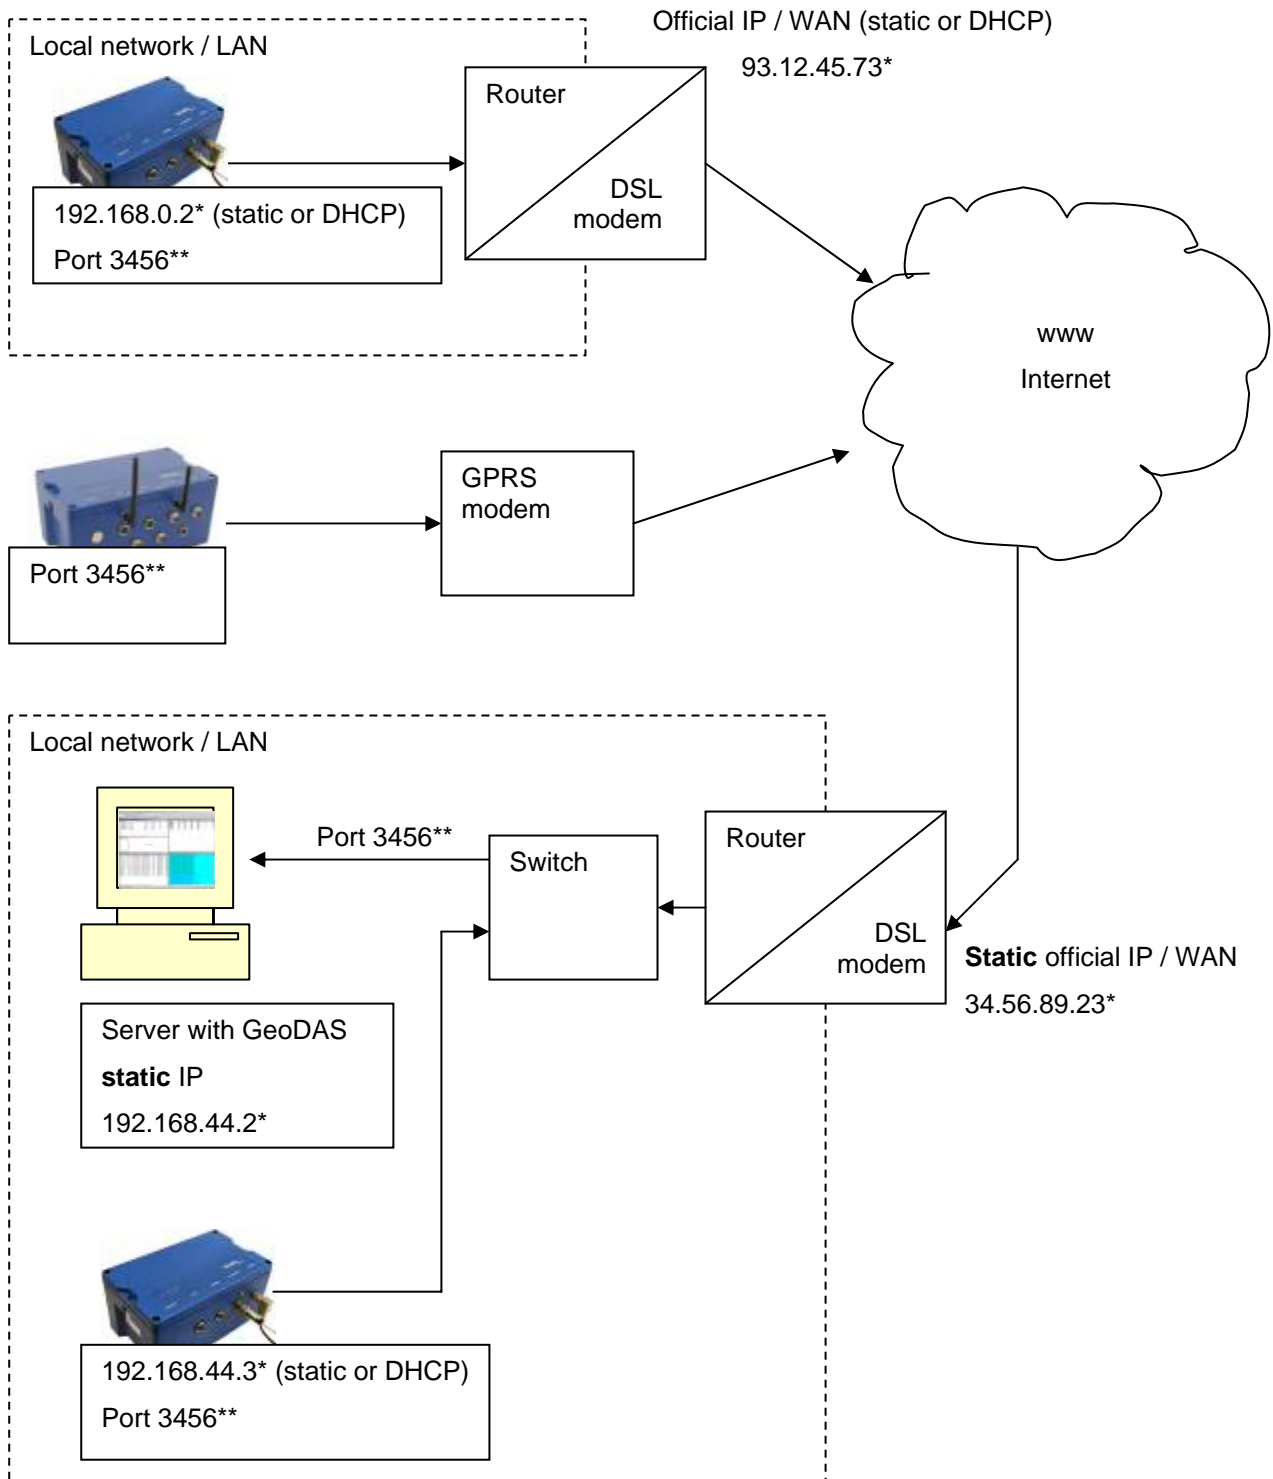 Official IP / WAN (static or DHCP)
93.12.45.73*
Local network / LAN
Router
DSL
modem
192.168.0.2* (static or DHCP)
Port 3456**
www
Internet
GPRS
modem
Port 3456**
Local network / LAN
Port 3456**
Switch
Router
DSL
modem
Static official IP / WAN
34.56.89.23*
Server with GeoDAS
static IP
192.168.44.2*
192.168.44.3* (static or DHCP)
Port 3456**